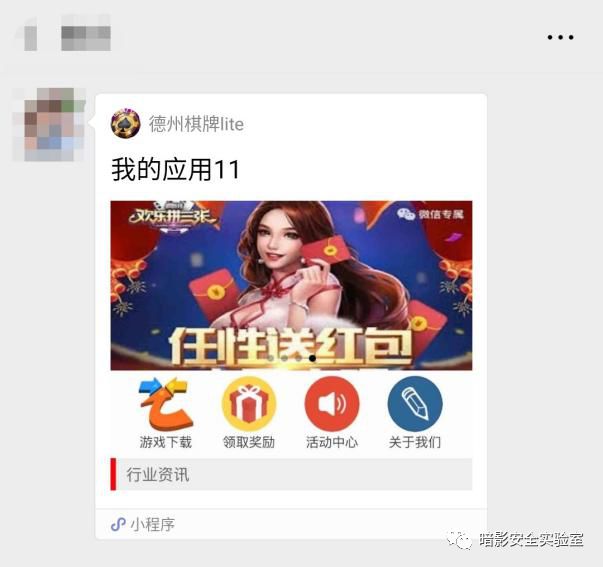 德州棋牌lite
我的应用11
欢乐拼三张
微信专属
任性送红包
游戏下载 领取奖励 活动中心 关于我们
行业资讯
小程序
暗影安全实验室